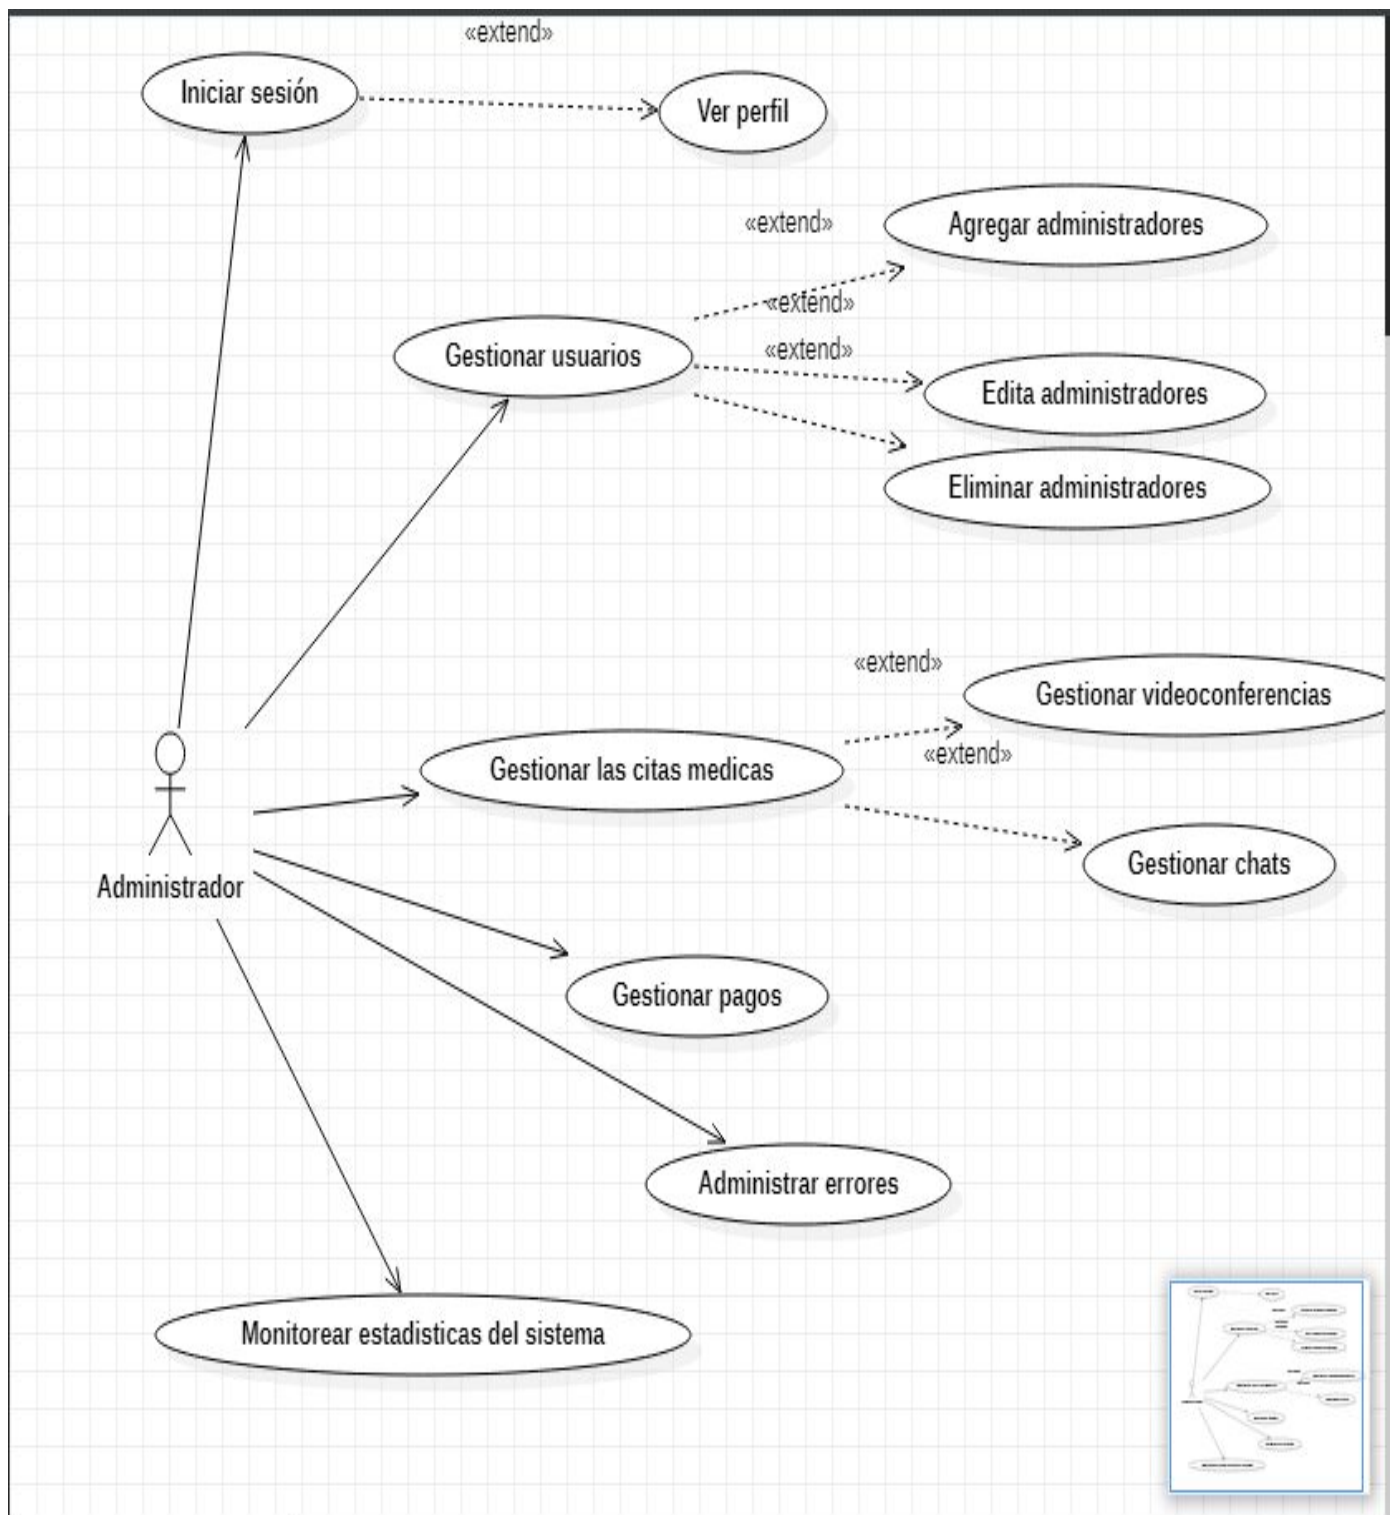 «extend»
Iniciar sesión
Ver perfil
«extend»
Agregar administradores
«extend»
«extend»
Gestionar usuarios
Edita administradores
Eliminar administradores
«extend»
Gestionar videoconferencias
«extend»
Gestionar las citas medicas
Gestionar chats
Administrador
Gestionar pagos
Administrar errores
Monitorear estadisticas del sistema